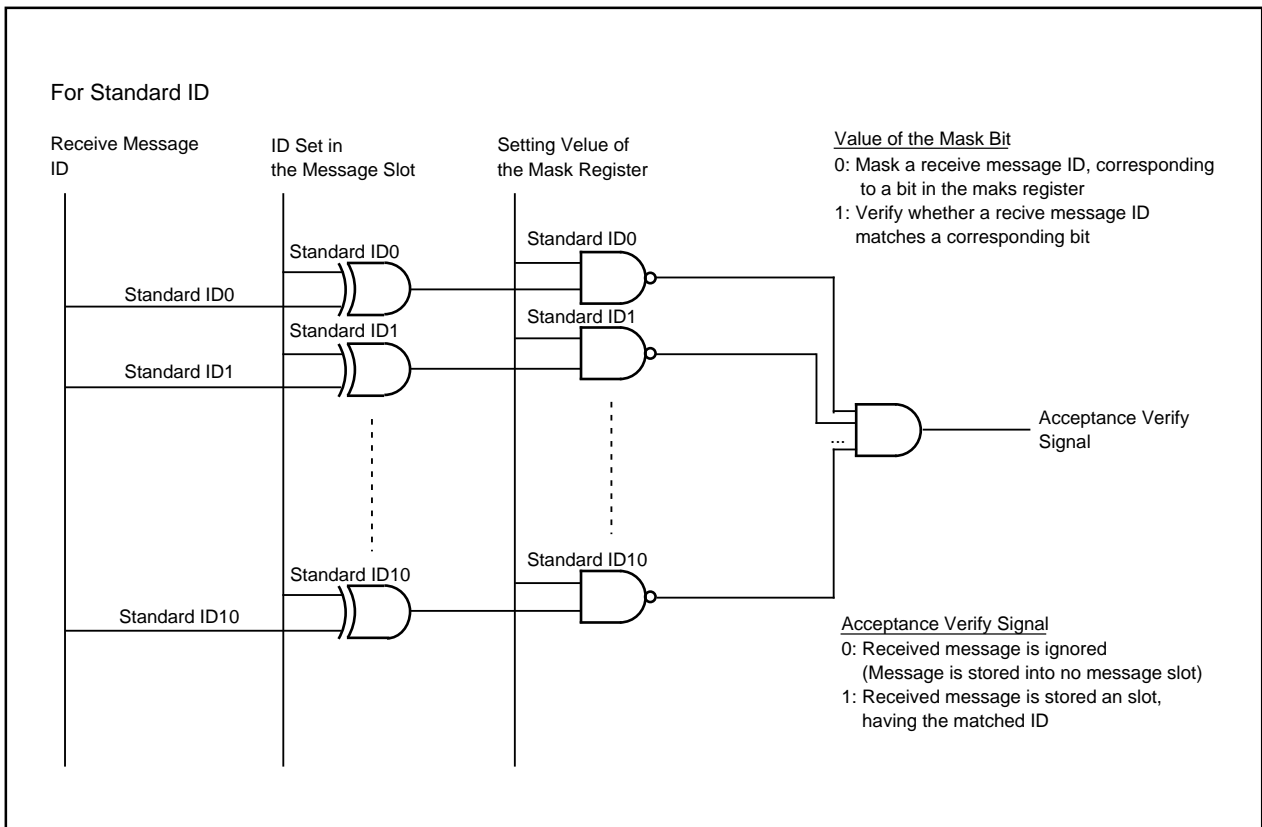 For Standard ID
Receive Message
ID
ID Set in
the Message Slot
Setting Velue of
the Mask Register
Value of the Mask Bit
0: Mask a receive message ID, corresponding
to a bit in the maks register
1: Verify whether a recive message ID
matches a corresponding bit
Standard ID0
Standard ID0
Standard ID0
Standard ID1
Standard ID1
Standard ID1
...
Acceptance Verify
Signal
Standard ID10
Standard ID10
Standard ID10
Acceptance Verify Signal
0: Received message is ignored
(Message is stored into no message slot)
1: Received message is stored an slot,
having the matched ID